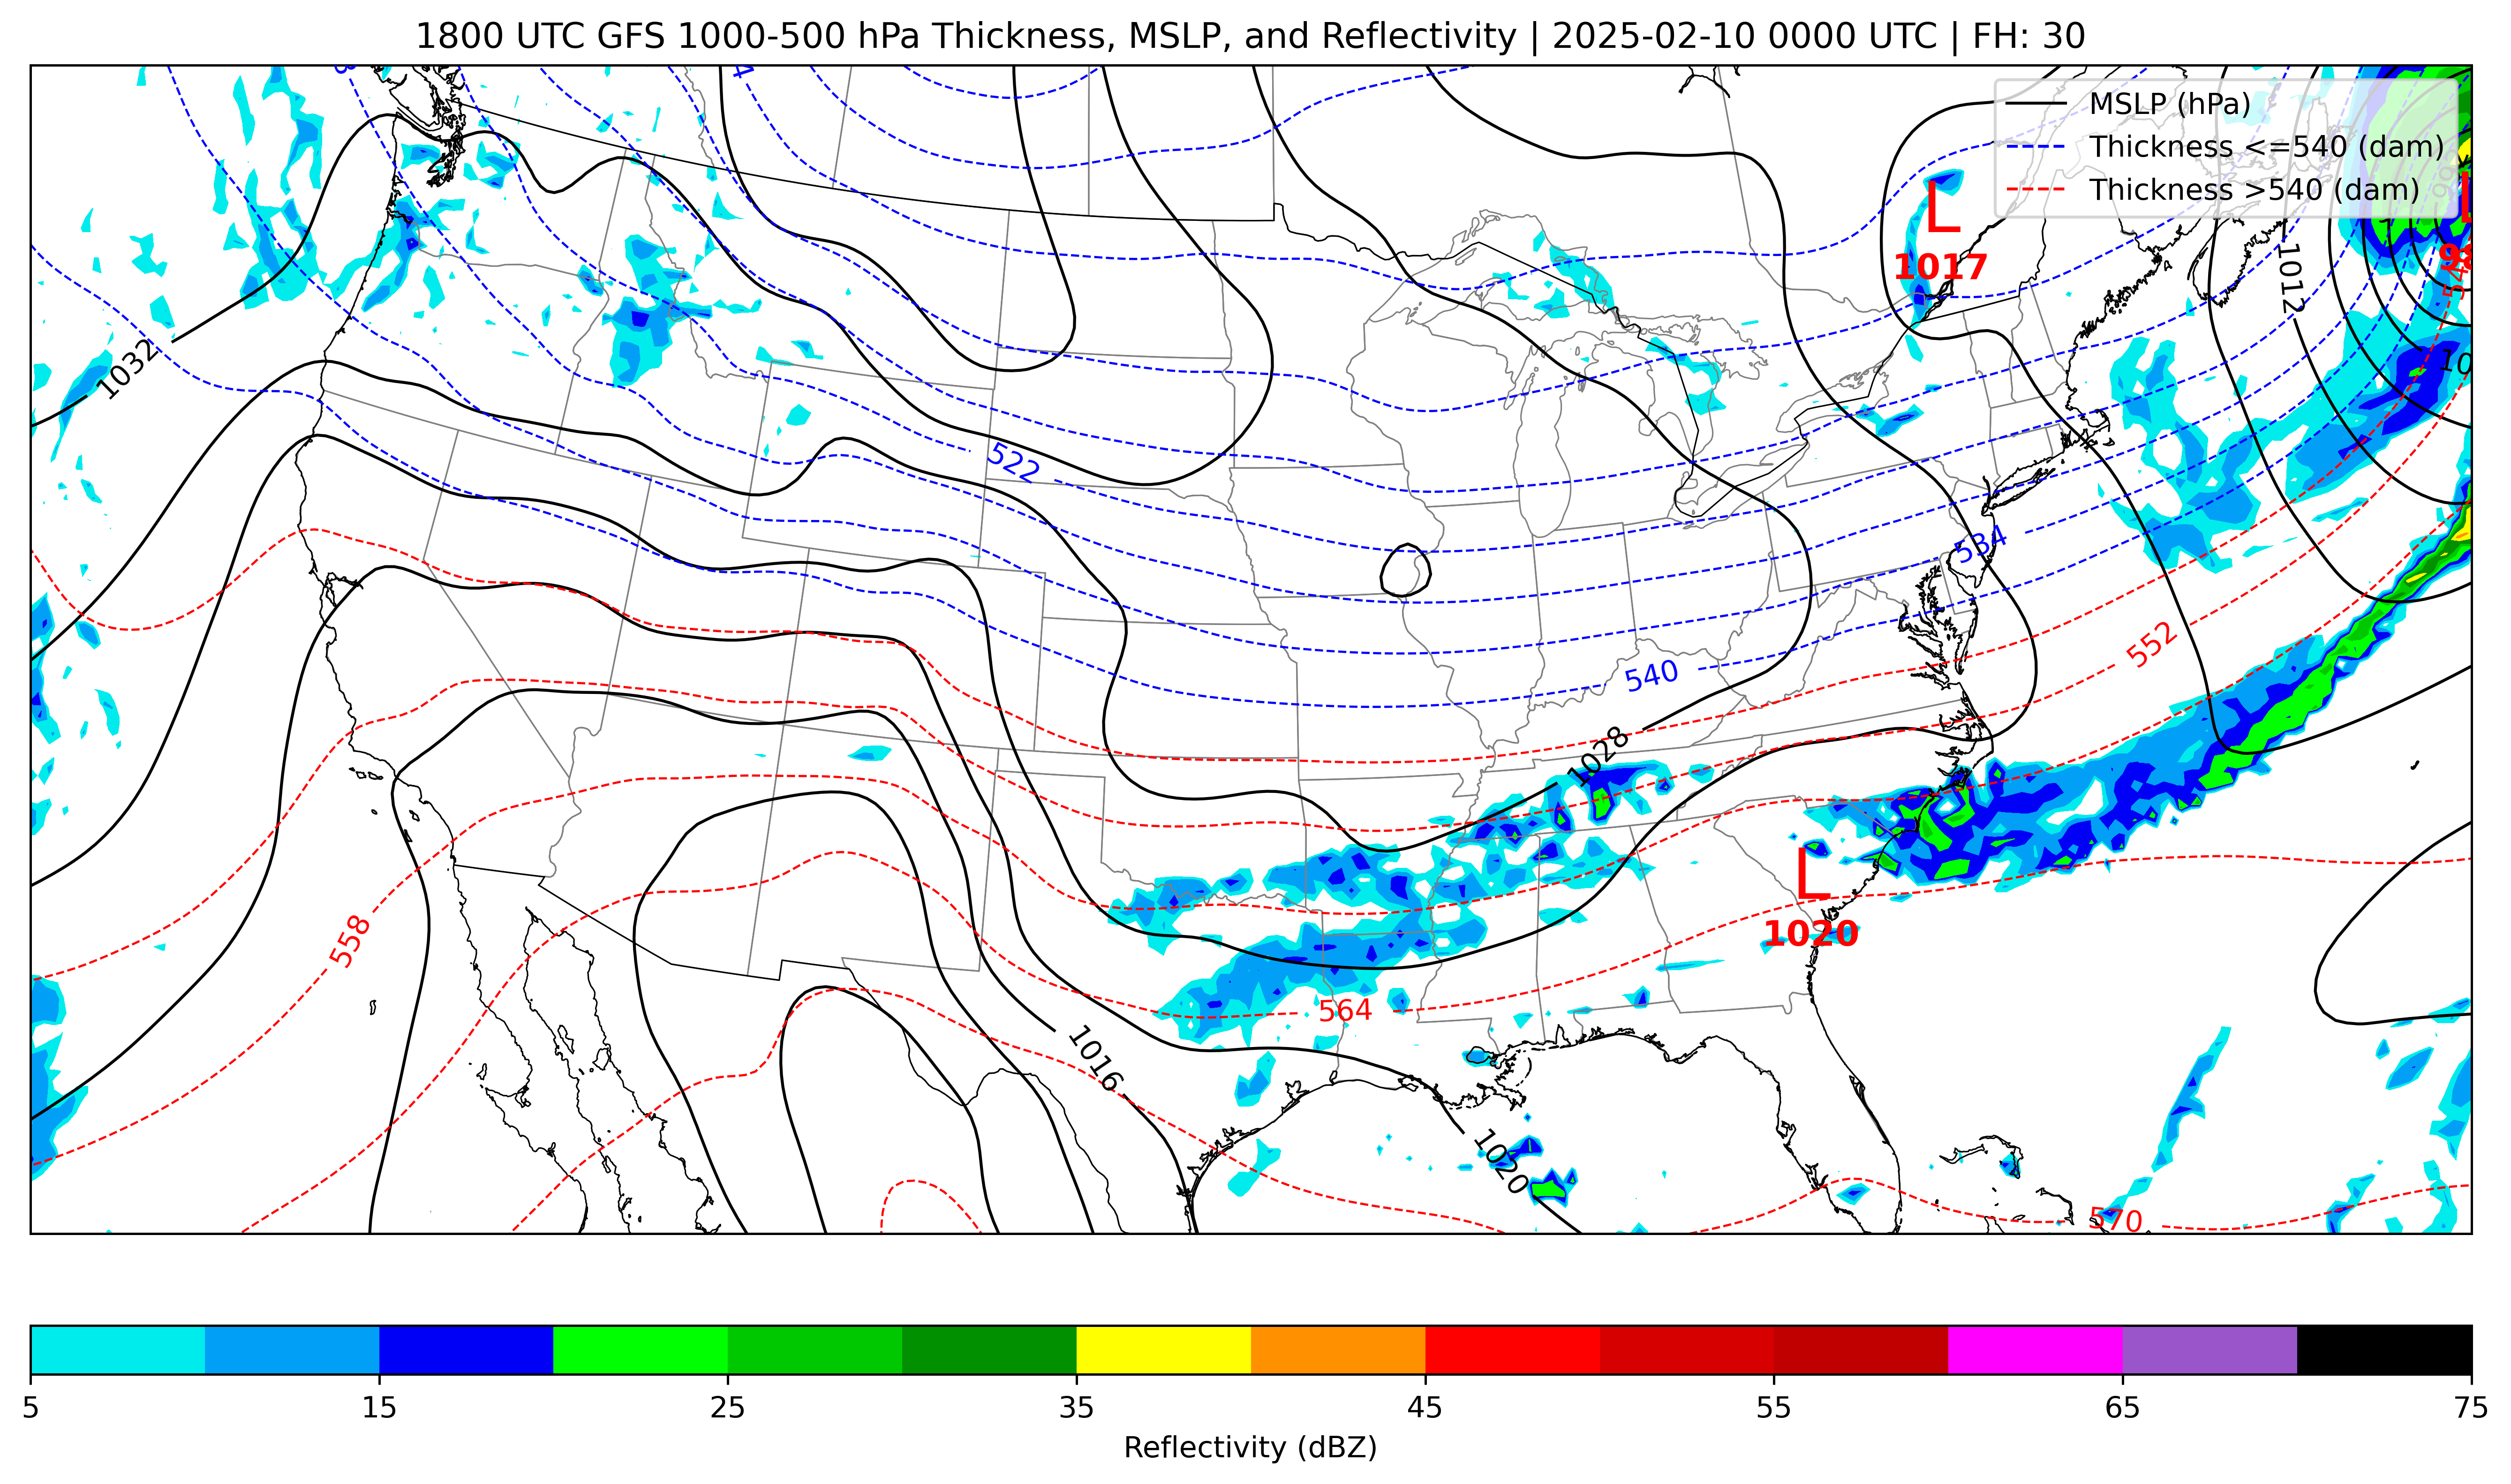 1800 UTC GFS 1000-500 hPa Thickness, MSLP, and Reflectivity | 2025-02-10 0000 UTC | FH: 30
MSLP (hPa)
Thickness <=540 (dam)
Thickness >540 (dam)
L
1017
1012
1032
522
534
552
540
1028
L
1020
558
564
1016
1020
570
5 15 25 35 45 55 65 75
Reflectivity (dBZ)